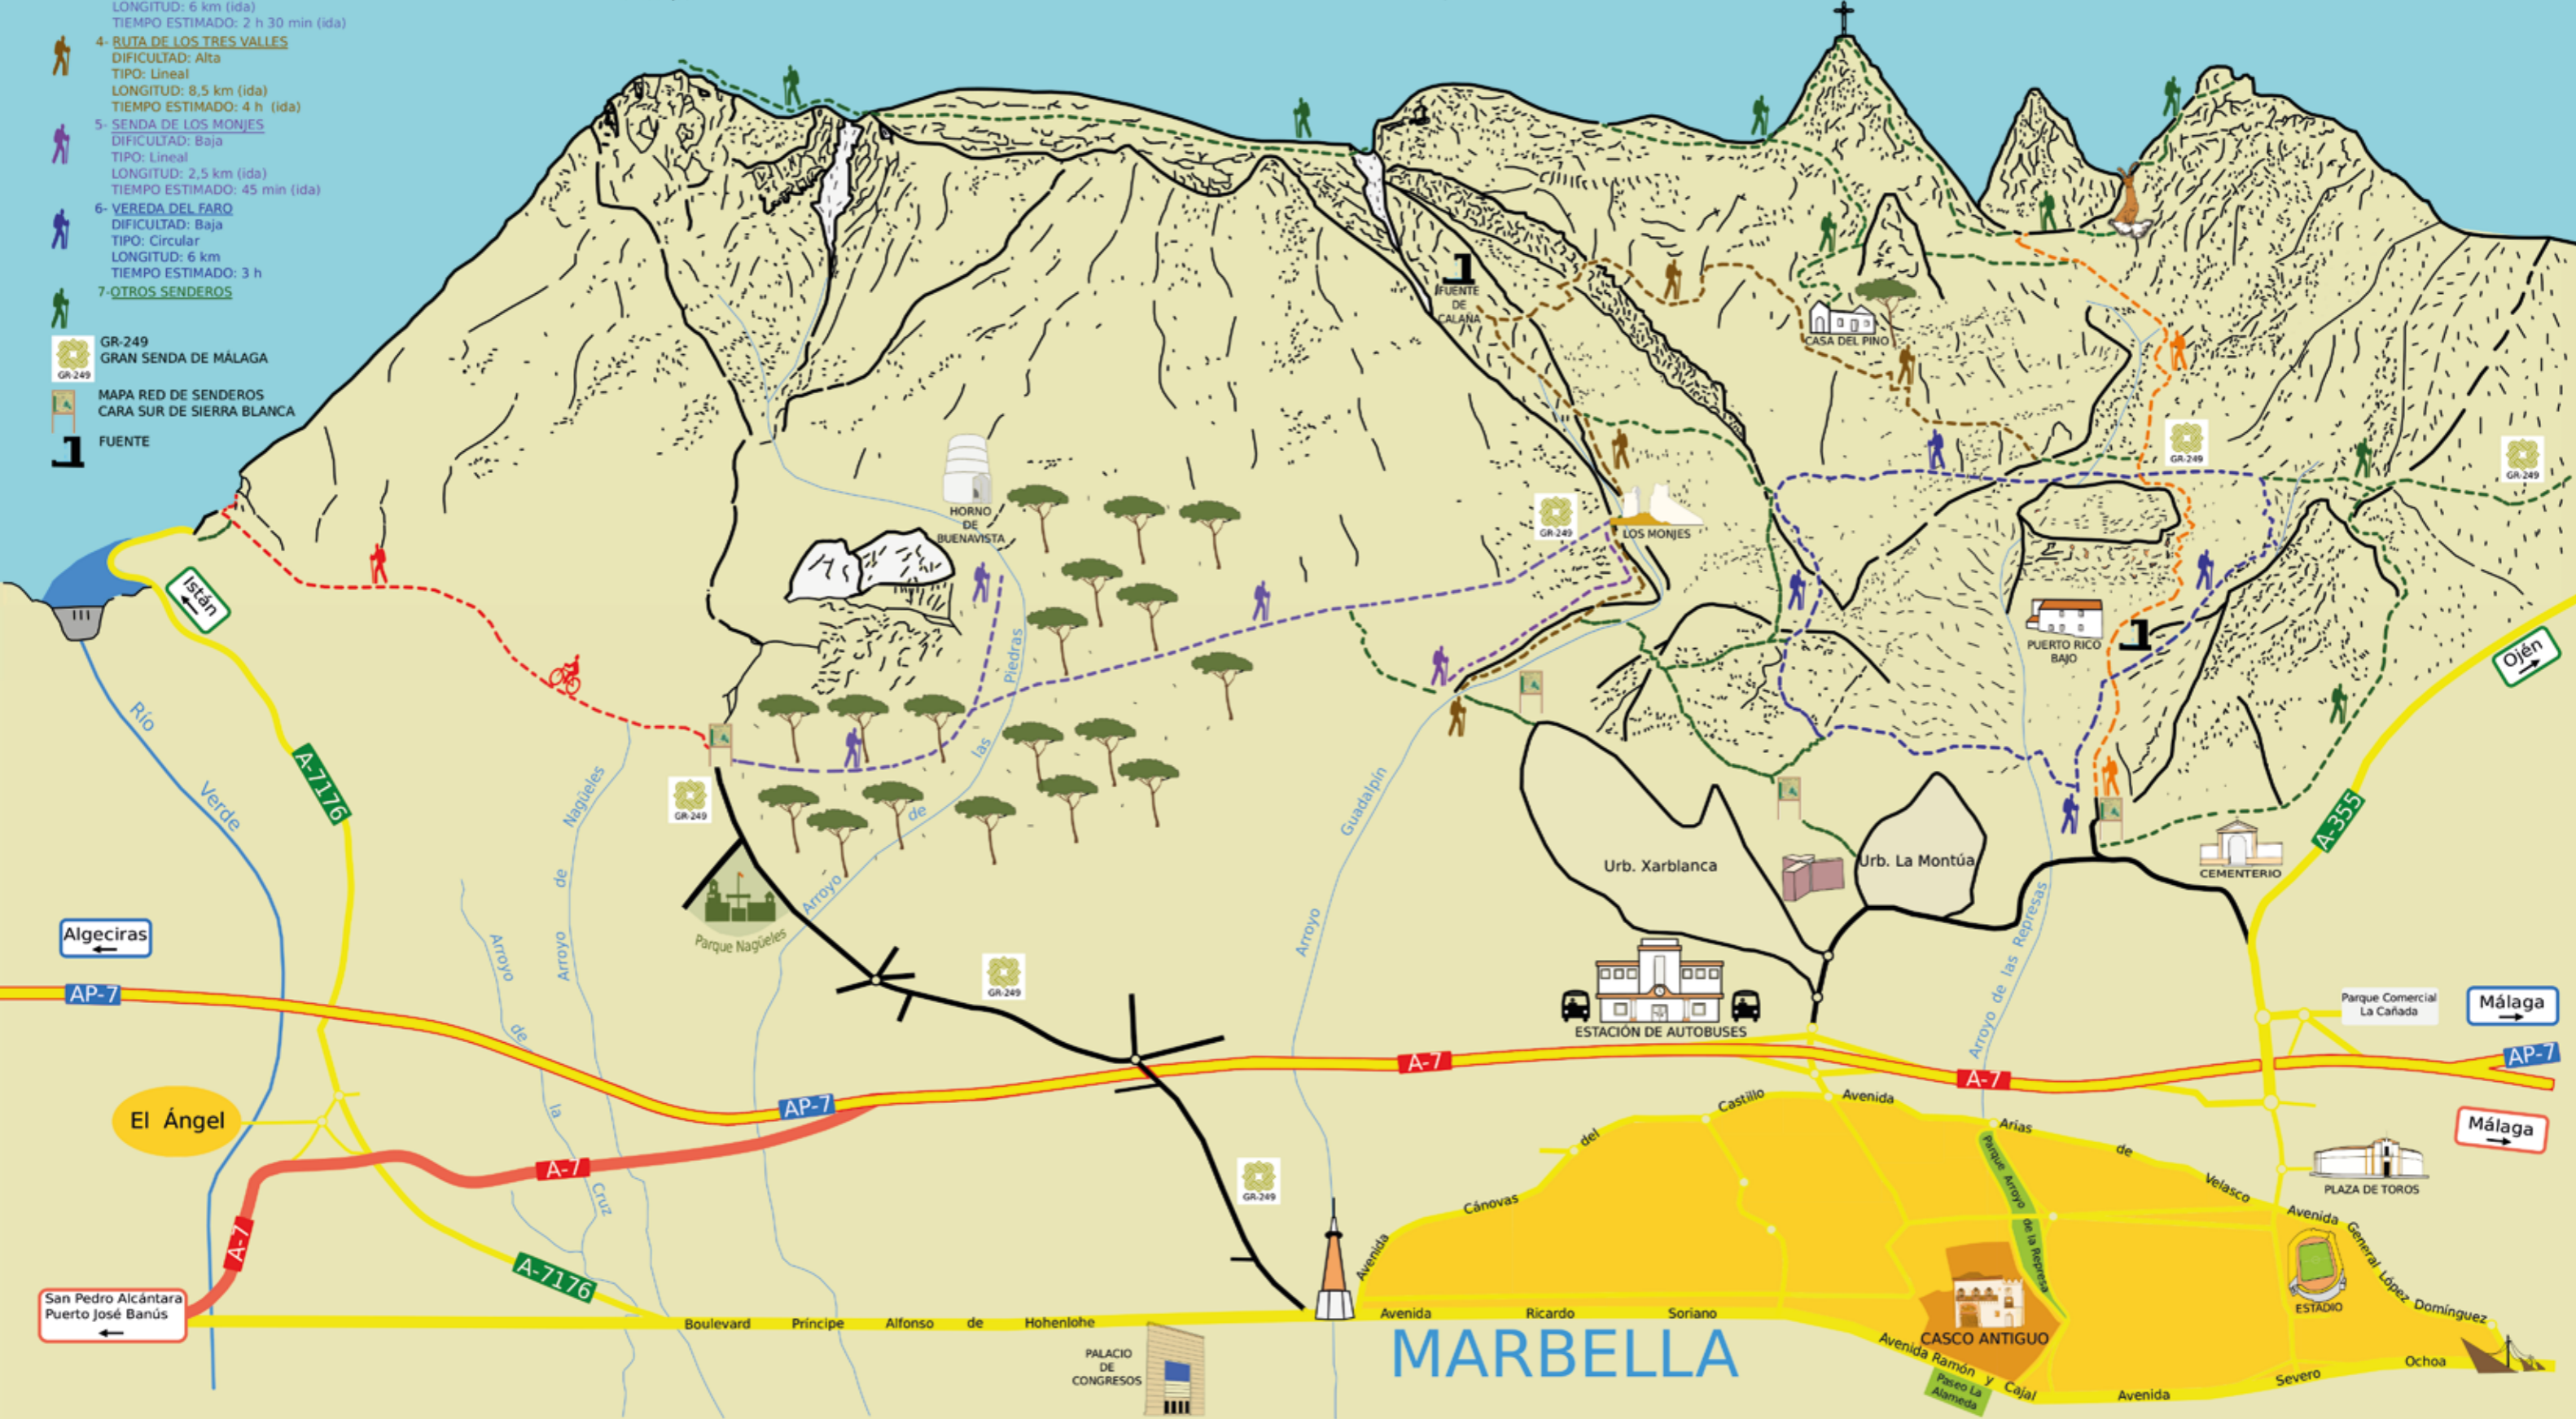 LONGITUD: 6 km (ida)
TIEMPO ESTIMADO: 2 h 30 min (ida)
4- RUTA DE LOS TRES VALLES
DIFICULTAD: Alta
TIPO: Lineal
LONGITUD: 8,5 km (ida)
TIEMPO ESTIMADO: 4 h (ida)
5- SENDA DE LOS MONJES
DIFICULTAD: Baja
TIPO: Lineal
LONGITUD: 2,5 km (ida)
TIEMPO ESTIMADO: 45 min (ida)
6- VEREDA DEL FARO
DIFICULTAD: Baja
TIPO: Circular
LONGITUD: 6 km
TIEMPO ESTIMADO: 3 h
7-OTROS SENDEROS
GR-249
GRAN SENDA DE MÁLAGA
GR-249
MAPA RED DE SENDEROS
CARA SUR DE SIERRA BLANCA
FUENTE
FUENTE
DE
CALAÑA
CASA DEL PINO
GR-249
GR-249
HORNO
DE
BUENAVISTA
GR-249
LOS MONJES
Istán
PUERTO RICO
BAJO
Ojén
Río
Verde
A-7176
Arroyo de Nagüeles
Arroyo de las Piedras
GR-249
Arroyo Guadalpín
A-355
Urb. Xarblanca
Urb. La Montúa
CEMENTERIO
Parque Nagüeles
Algeciras
Arroyo de la Cruz
GR-249
Arroyo de las Represas
AP-7
ESTACIÓN DE AUTOBUSES
Parque Comercial
La Cañada
Málaga
AP-7
A-7
A-7
AP-7
El Ángel
Málaga
A-7
Avenida Cánovas del Castillo
Avenida Arias de Velasco
Parque Arroyo de la Represa
PLAZA DE TOROS
GR-249
A-7
Avenida General López Domínguez
ESTADIO
A-7176
San Pedro Alcántara
Puerto José Banús
Boulevard Príncipe Alfonso de Hohenlohe
Avenida Ricardo Soriano
MARBELLA
CASCO ANTIGUO
PALACIO
DE
CONGRESOS
Avenida Ramón y Cajal
Paseo La
Alameda
Avenida Severo Ochoa